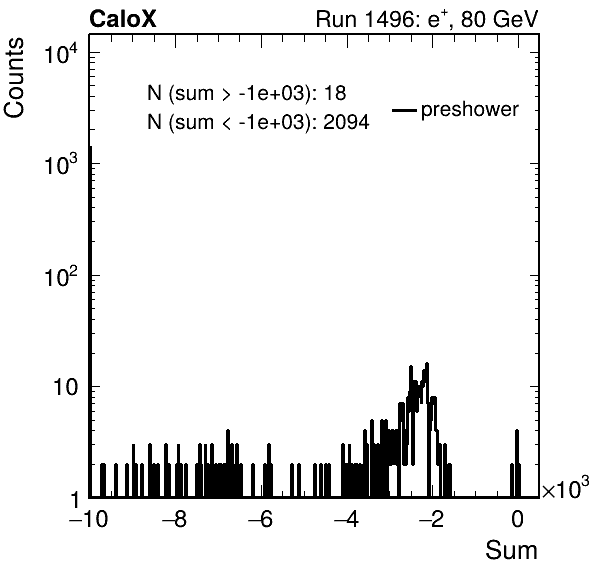 CaloX Run 1496: e⁺, 80 GeV
Counts
N (sum > -1e+03): 18
N (sum < -1e+03): 2094
preshower
10⁴
10³
10²
10
1
−10 −8 −6 −4 −2 0 ×10³
Sum